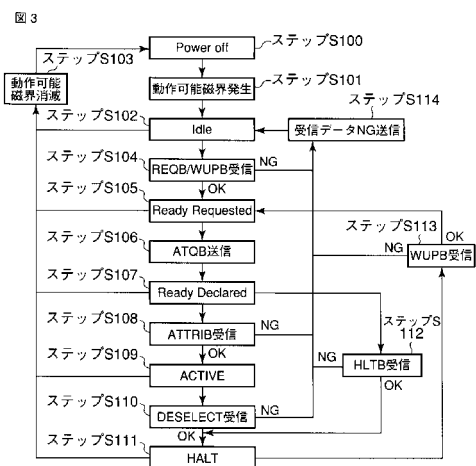 図3
ステップS103
Power off
ステップS100
動作可能
磁界消滅
動作可能磁界発生
ステップS101
ステップS102
Idle
受信データNG送信
ステップS114
ステップS104
REQB/WUPB受信
NG
OK
ステップS105
Ready Requested
ステップS106
ATQB送信
ステップS113
OK
NG
WUPB受信
ステップS107
Ready Declared
ステップS108
ATTRIB受信
NG
OK
ステップS
112
NG
HLTB受信
OK
ステップS109
ACTIVE
ステップS110
DESELECT受信
NG
OK
ステップS111
HALT